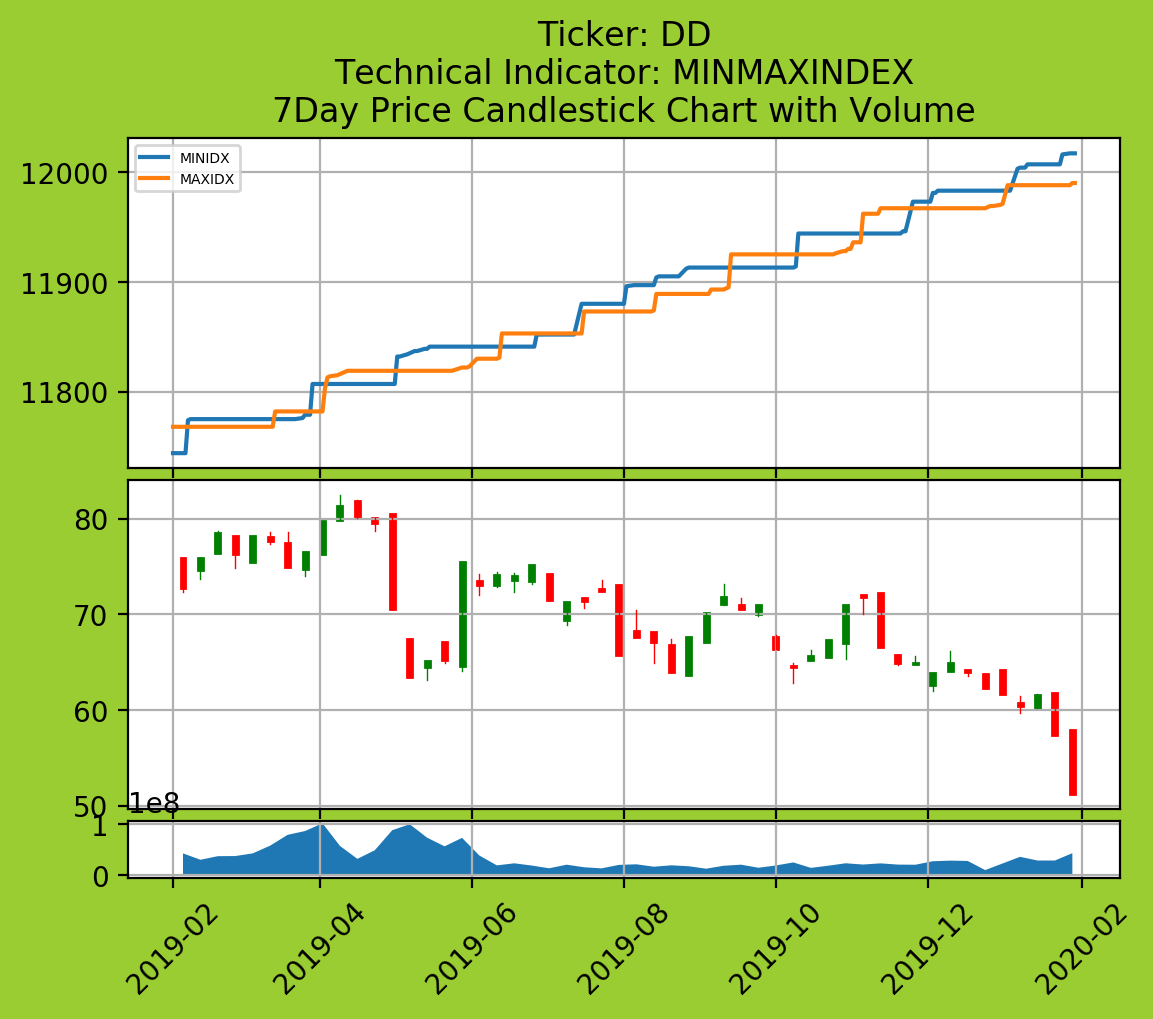 Ticker: DD
Technical Indicator: MINMAXINDEX
7Day Price Candlestick Chart with Volume
MINIDX
MAXIDX
12000
11900
11800
80
70
60
50
1e8
1
0
2019-02
2019-04
2019-06
2019-08
2019-10
2019-12
2020-02